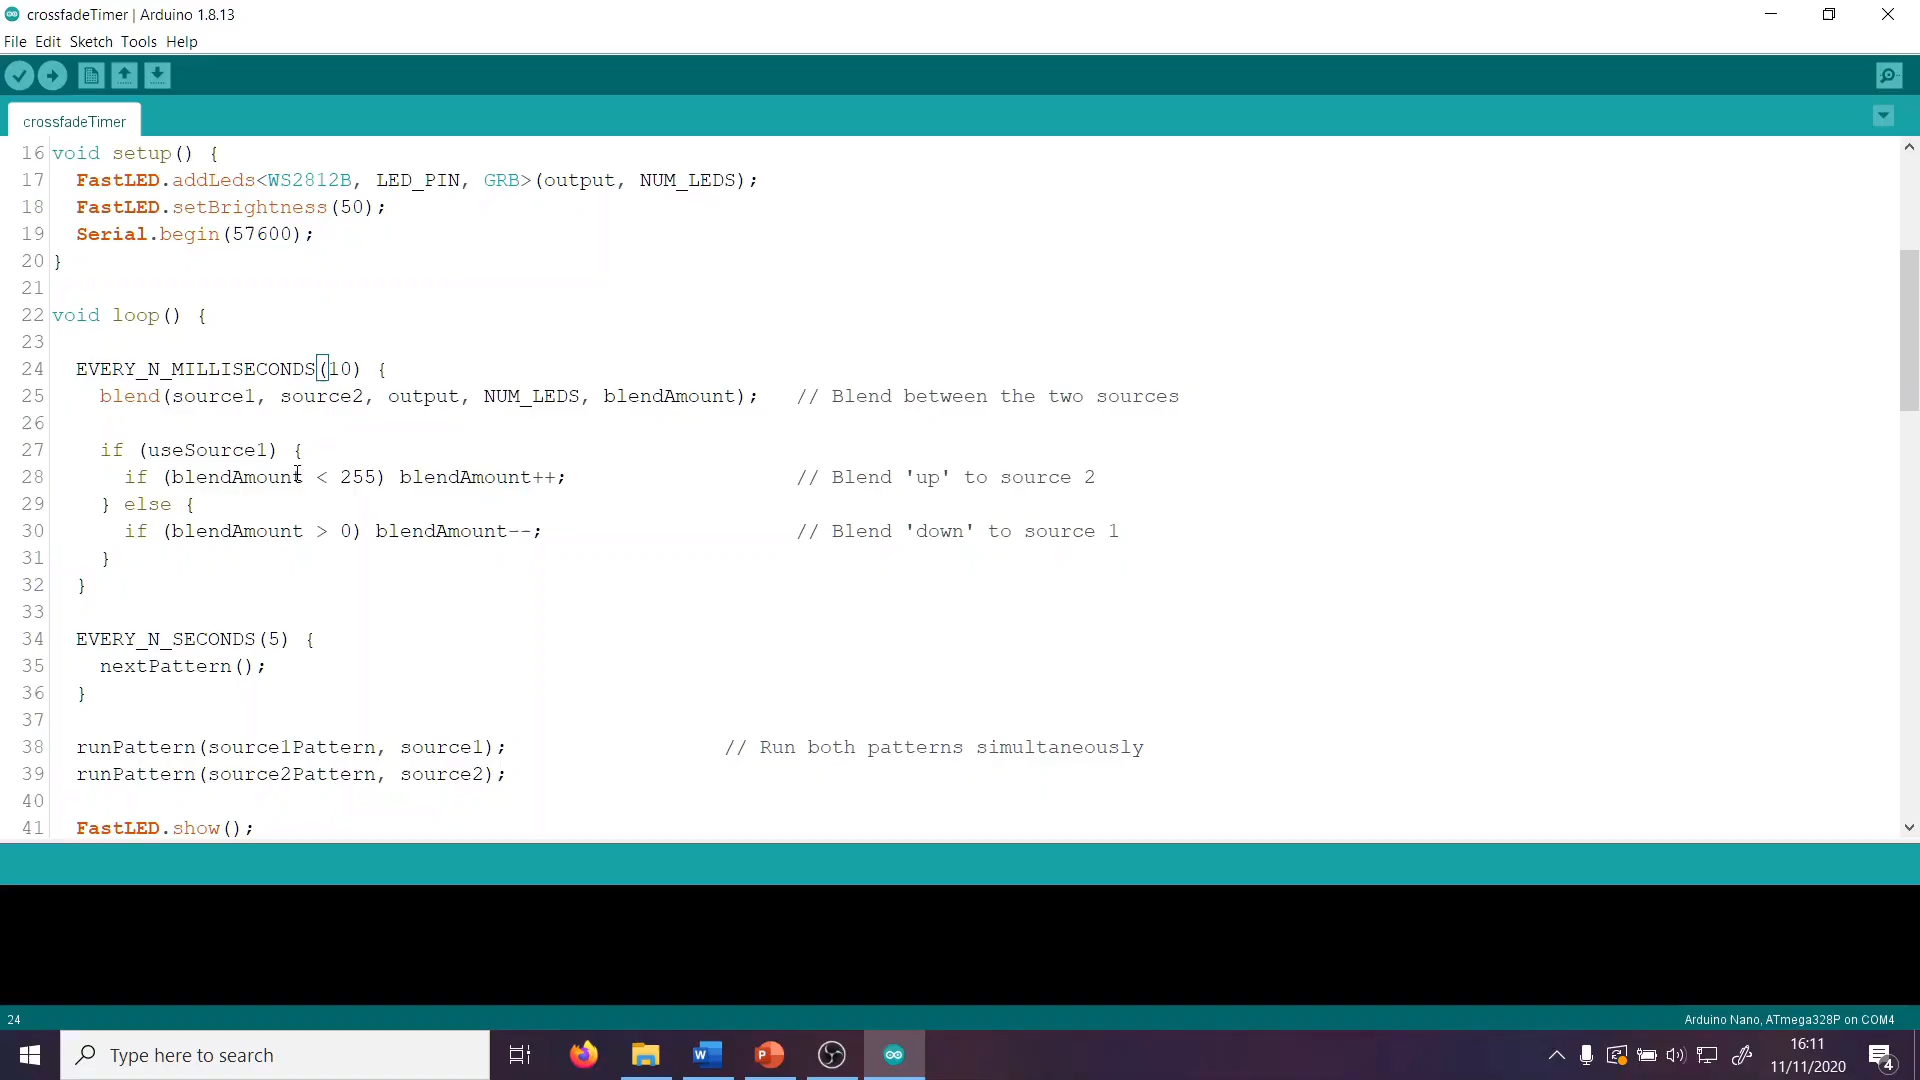 crossfadeTimer | Arduino 1.8.13
File Edit Sketch Tools Help
crossfadeTimer
16 void setup() {
17   FastLED.addLeds<WS2812B, LED_PIN, GRB>(output, NUM_LEDS);
18   FastLED.setBrightness(50);
19   Serial.begin(57600);
20 }
21
22 void loop() {
23
24   EVERY_N_MILLISECONDS(10) {
25     blend(source1, source2, output, NUM_LEDS, blendAmount);   // Blend between the two sources
26
27     if (useSource1) {
28       if (blendAmount < 255) blendAmount++;                   // Blend 'up' to source 2
29     } else {
30       if (blendAmount > 0) blendAmount--;                     // Blend 'down' to source 1
31     }
32   }
33
34   EVERY_N_SECONDS(5) {
35     nextPattern();
36   }
37
38   runPattern(source1Pattern, source1);                  // Run both patterns simultaneously
39   runPattern(source2Pattern, source2);
40
41   FastLED.show();
24
Arduino Nano, ATmega328P on COM4
Type here to search
16:11
11/11/2020
4